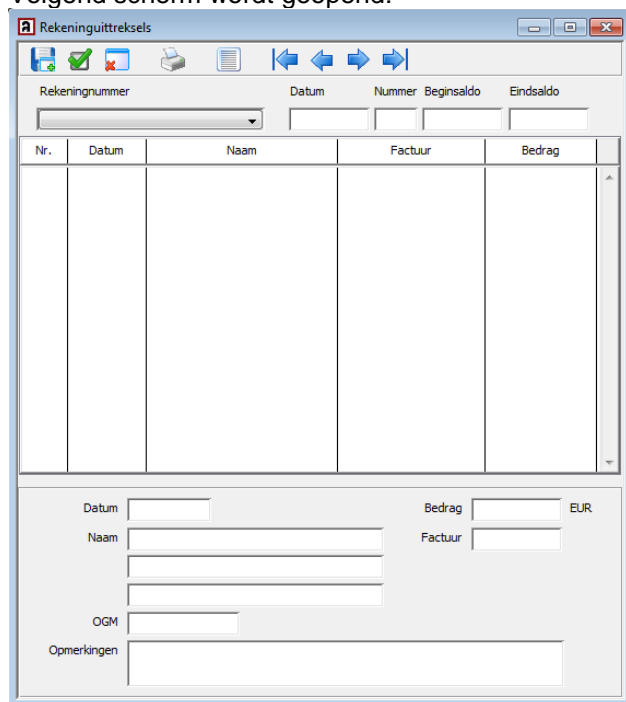 Volgend scherm wordt geopend:
a Rekeninguittreksels
Rekeningnummer Datum Nummer Beginsaldo Eindsaldo
Nr. Datum Naam Factuur Bedrag
Datum Bedrag EUR
Naam Factuur
OGM
Opmerkingen